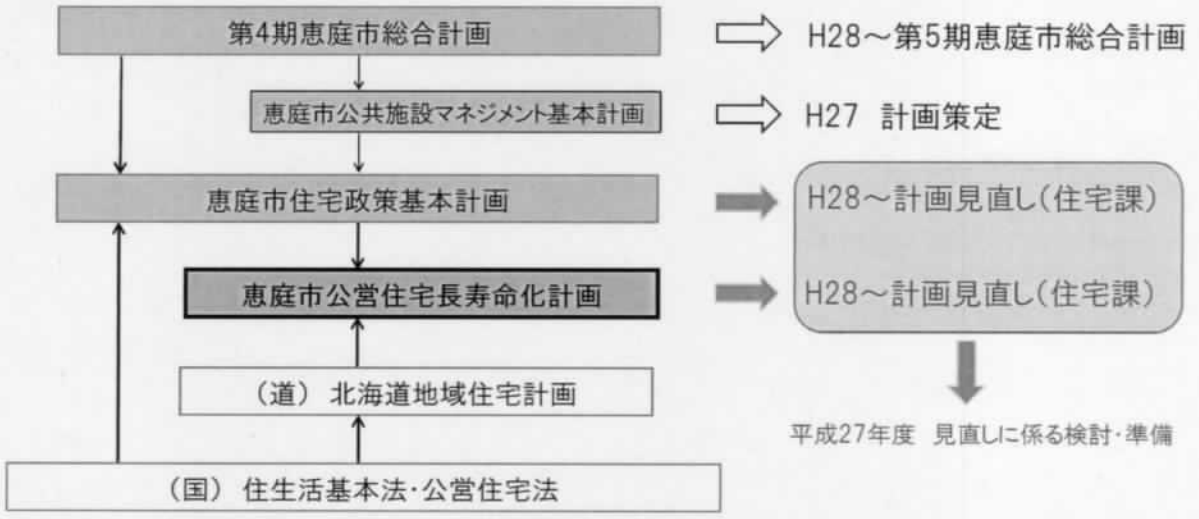 第4期恵庭市総合計画
H28～第5期恵庭市総合計画
恵庭市公共施設マネジメント基本計画
H27 計画策定
恵庭市住宅政策基本計画
H28～計画見直し(住宅課)
恵庭市公営住宅長寿命化計画
H28～計画見直し(住宅課)
(道) 北海道地域住宅計画
平成27年度 見直しに係る検討・準備
(国) 住生活基本法・公営住宅法